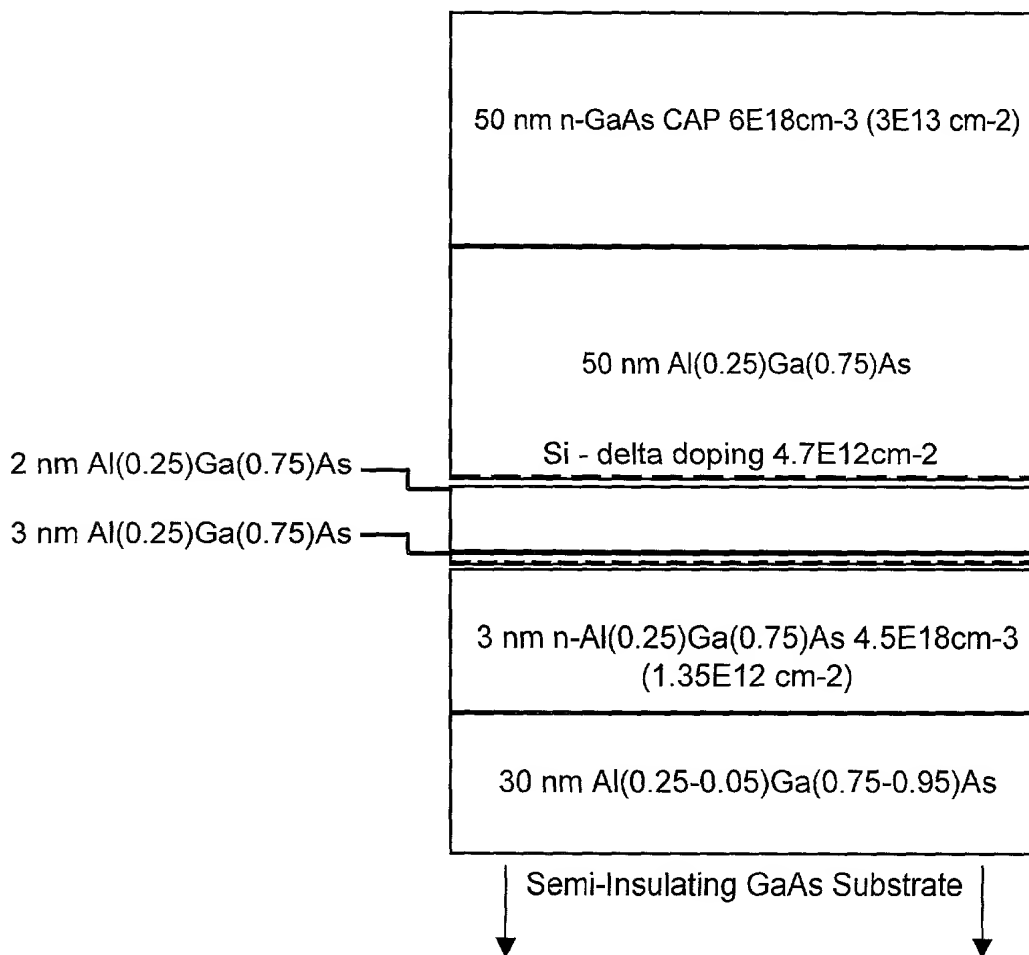 50 nm n-GaAs CAP 6E18cm-3 (3E13 cm-2)
50 nm Al(0.25)Ga(0.75)As
Si - delta doping 4.7E12cm-2
2 nm Al(0.25)Ga(0.75)As
3 nm Al(0.25)Ga(0.75)As
3 nm n-Al(0.25)Ga(0.75)As 4.5E18cm-3
(1.35E12 cm-2)
30 nm Al(0.25-0.05)Ga(0.75-0.95)As
Semi-Insulating GaAs Substrate